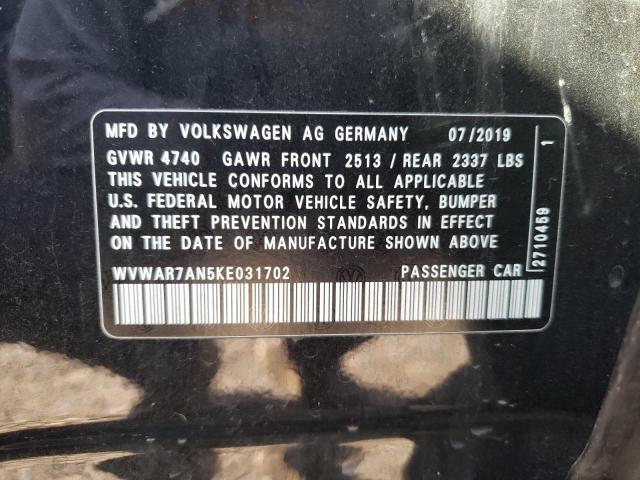 MFD BY VOLKSWAGEN AG GERMANY 07/2019
GVWR 4740 GAWR FRONT 2513 / REAR 2337 LBS
THIS VEHICLE CONFORMS TO ALL APPLICABLE
U.S. FEDERAL MOTOR VEHICLE SAFETY, BUMPER
AND THEFT PREVENTION STANDARDS IN EFFECT
ON THE DATE OF MANUFACTURE SHOWN ABOVE
WVWAR7AN5KE031702 PASSENGER CAR
2710459 1